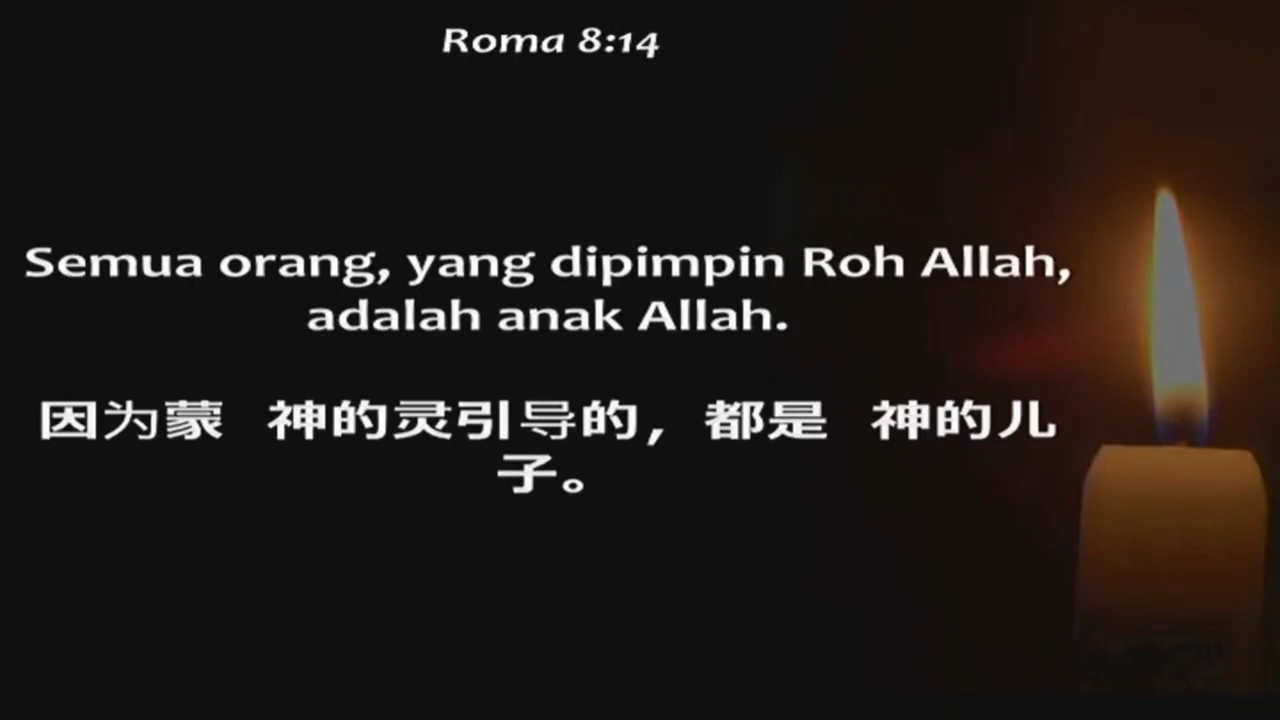 Roma 8:14
Semua orang, yang dipimpin Roh Allah,
adalah anak Allah.
因为蒙 神的灵引导的，都是 神的儿
子。